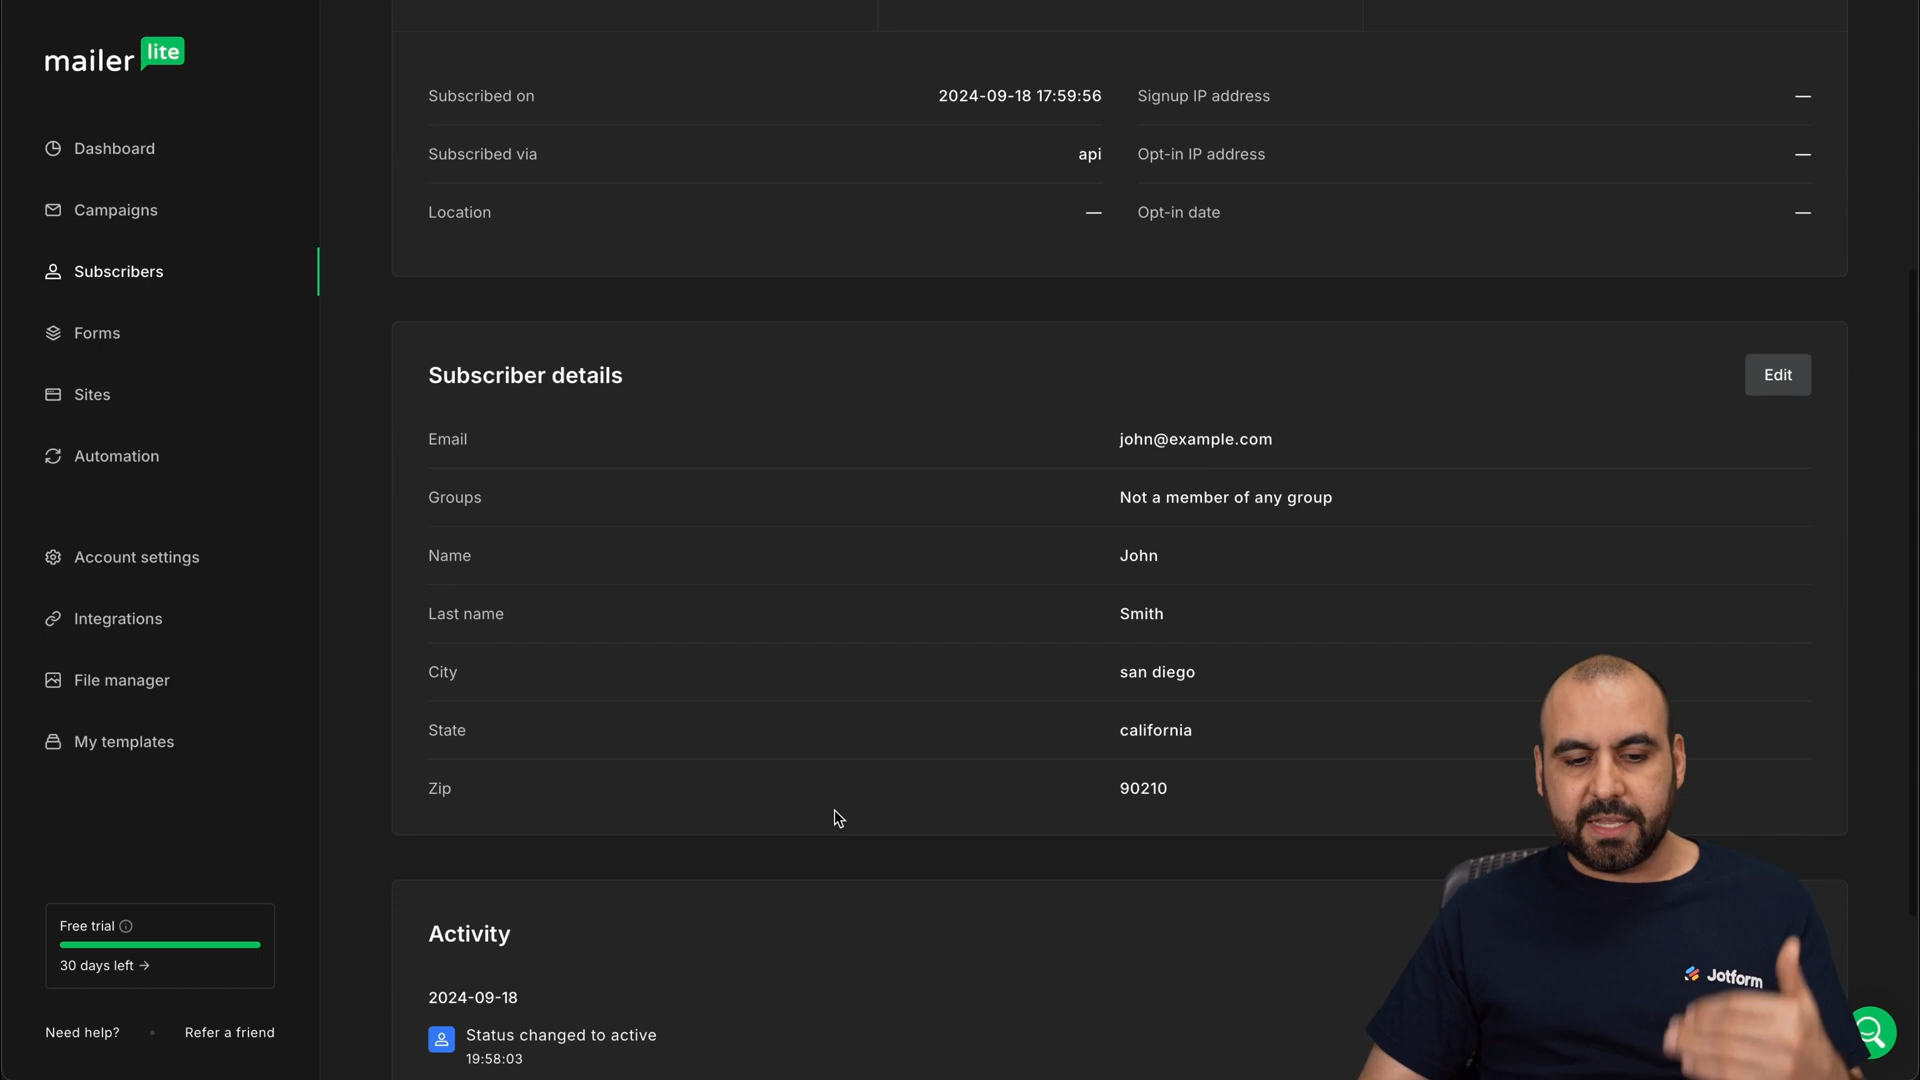 mailer lite
Dashboard
Campaigns
Subscribers
Forms
Sites
Automation
Account settings
Integrations
File manager
My templates
Free trial
30 days left →
Need help? • Refer a friend
Subscribed on 2024-09-18 17:59:56
Subscribed via api
Location —
Signup IP address —
Opt-in IP address —
Opt-in date —
Subscriber details
Edit
Email john@example.com
Groups Not a member of any group
Name John
Last name Smith
City san diego
State california
Zip 90210
Activity
2024-09-18
Status changed to active
19:58:03
Jotform